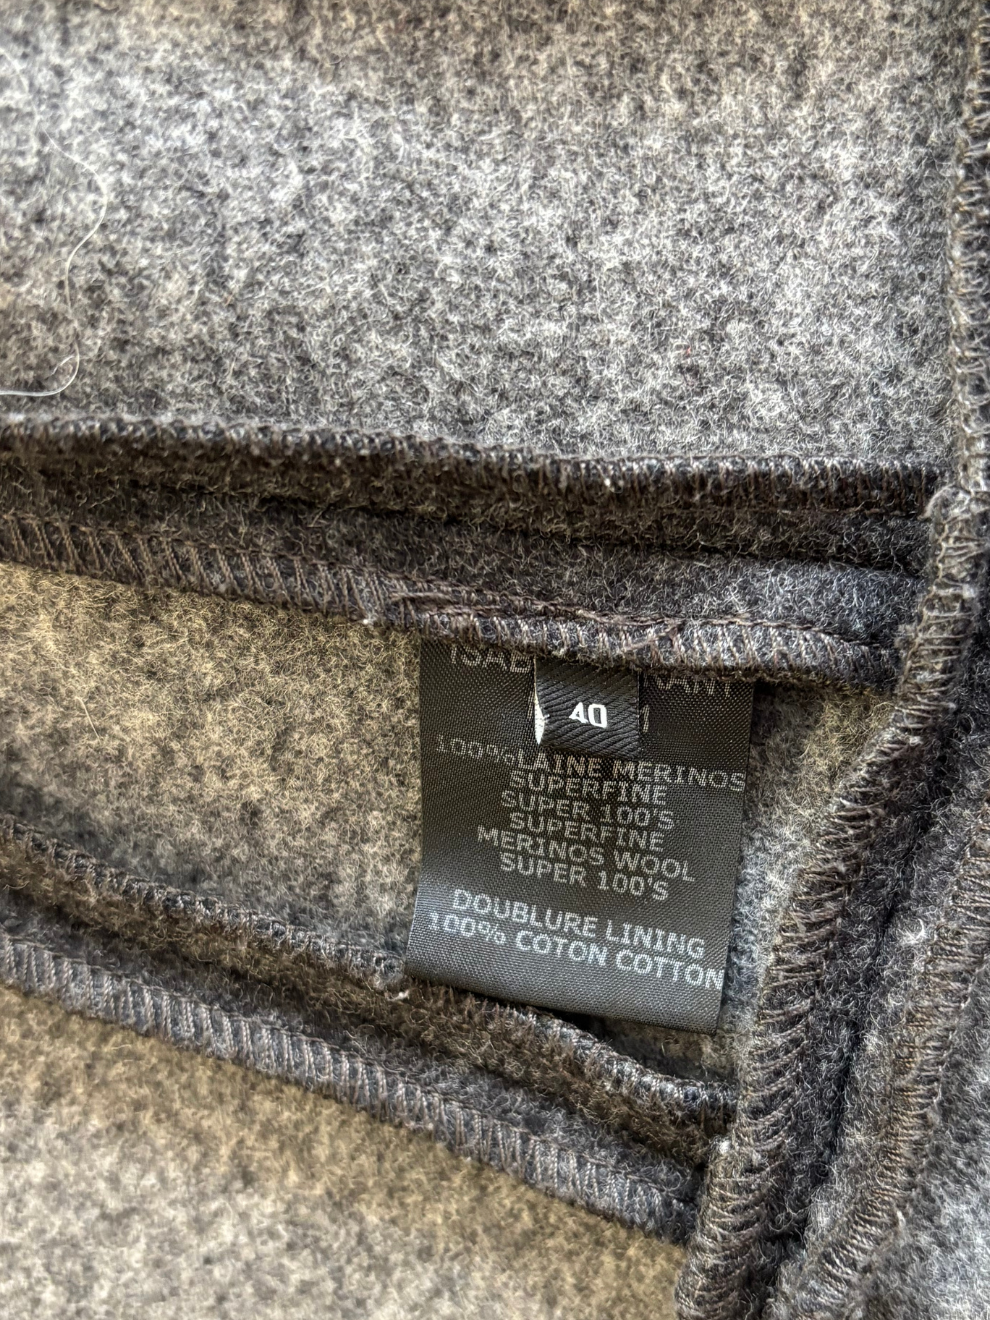 40
100%LAINE MERINOS
SUPERFINE
SUPER 100'S
SUPERFINE
MERINOS WOOL
SUPER 100'S
DOUBLURE LINING
100% COTON COTTON